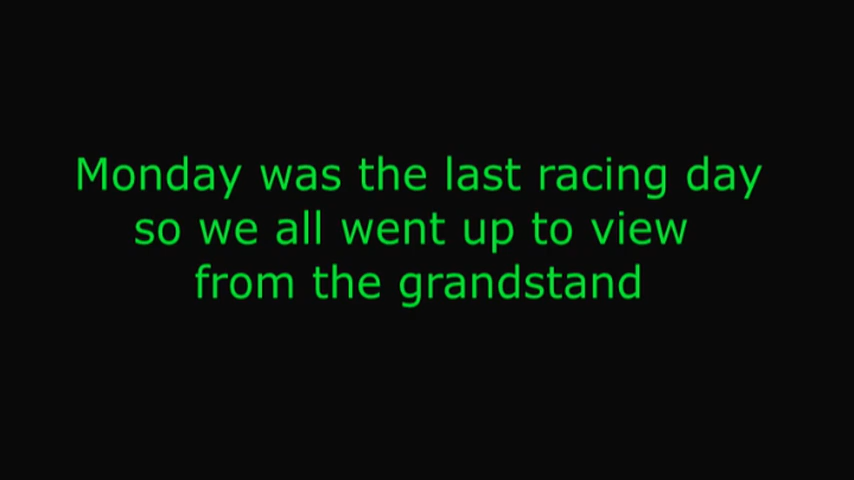 Monday was the last racing day
so we all went up to view
from the grandstand